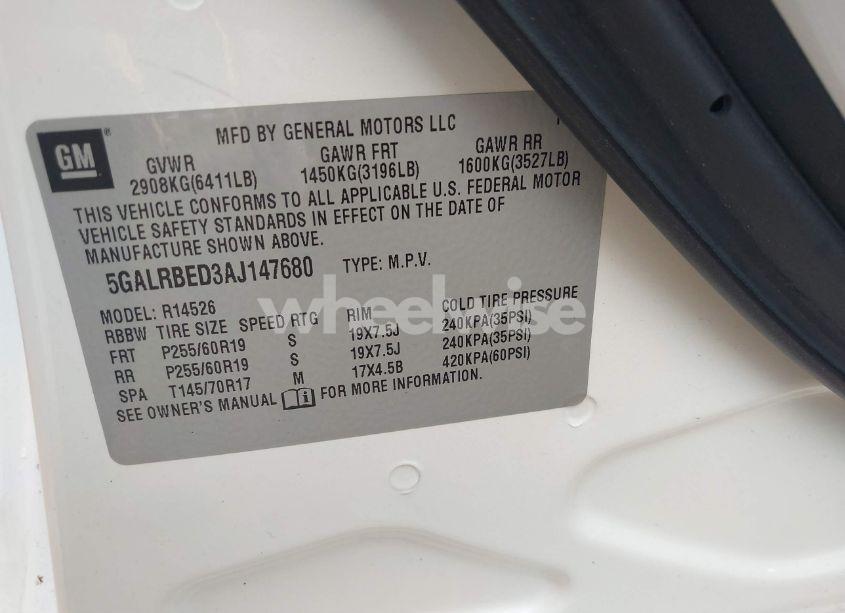 GM
MFD BY GENERAL MOTORS LLC
GVWR GAWR FRT GAWR RR
2908KG(6411LB) 1450KG(3196LB) 1600KG(3527LB)
THIS VEHICLE CONFORMS TO ALL APPLICABLE U.S. FEDERAL MOTOR
VEHICLE SAFETY STANDARDS IN EFFECT ON THE DATE OF
MANUFACTURE SHOWN ABOVE.
5GALRBED3AJ147680 TYPE: M.P.V.
wheelwise
MODEL: R14526
RBBW TIRE SIZE SPEED RTG RIM COLD TIRE PRESSURE
FRT P255/60R19 S 19X7.5J 240KPA(35PSI)
RR P255/60R19 S 19X7.5J 240KPA(35PSI)
SPA T145/70R17 M 17X4.5B 420KPA(60PSI)
SEE OWNER'S MANUAL FOR MORE INFORMATION.